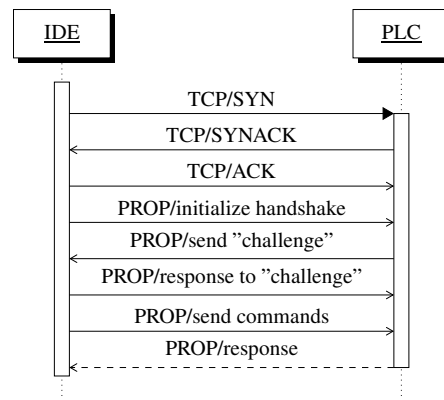 IDE
PLC
TCP/SYN
TCP/SYNACK
TCP/ACK
PROP/initialize handshake
PROP/send ”challenge”
PROP/response to ”challenge”
PROP/send commands
PROP/response